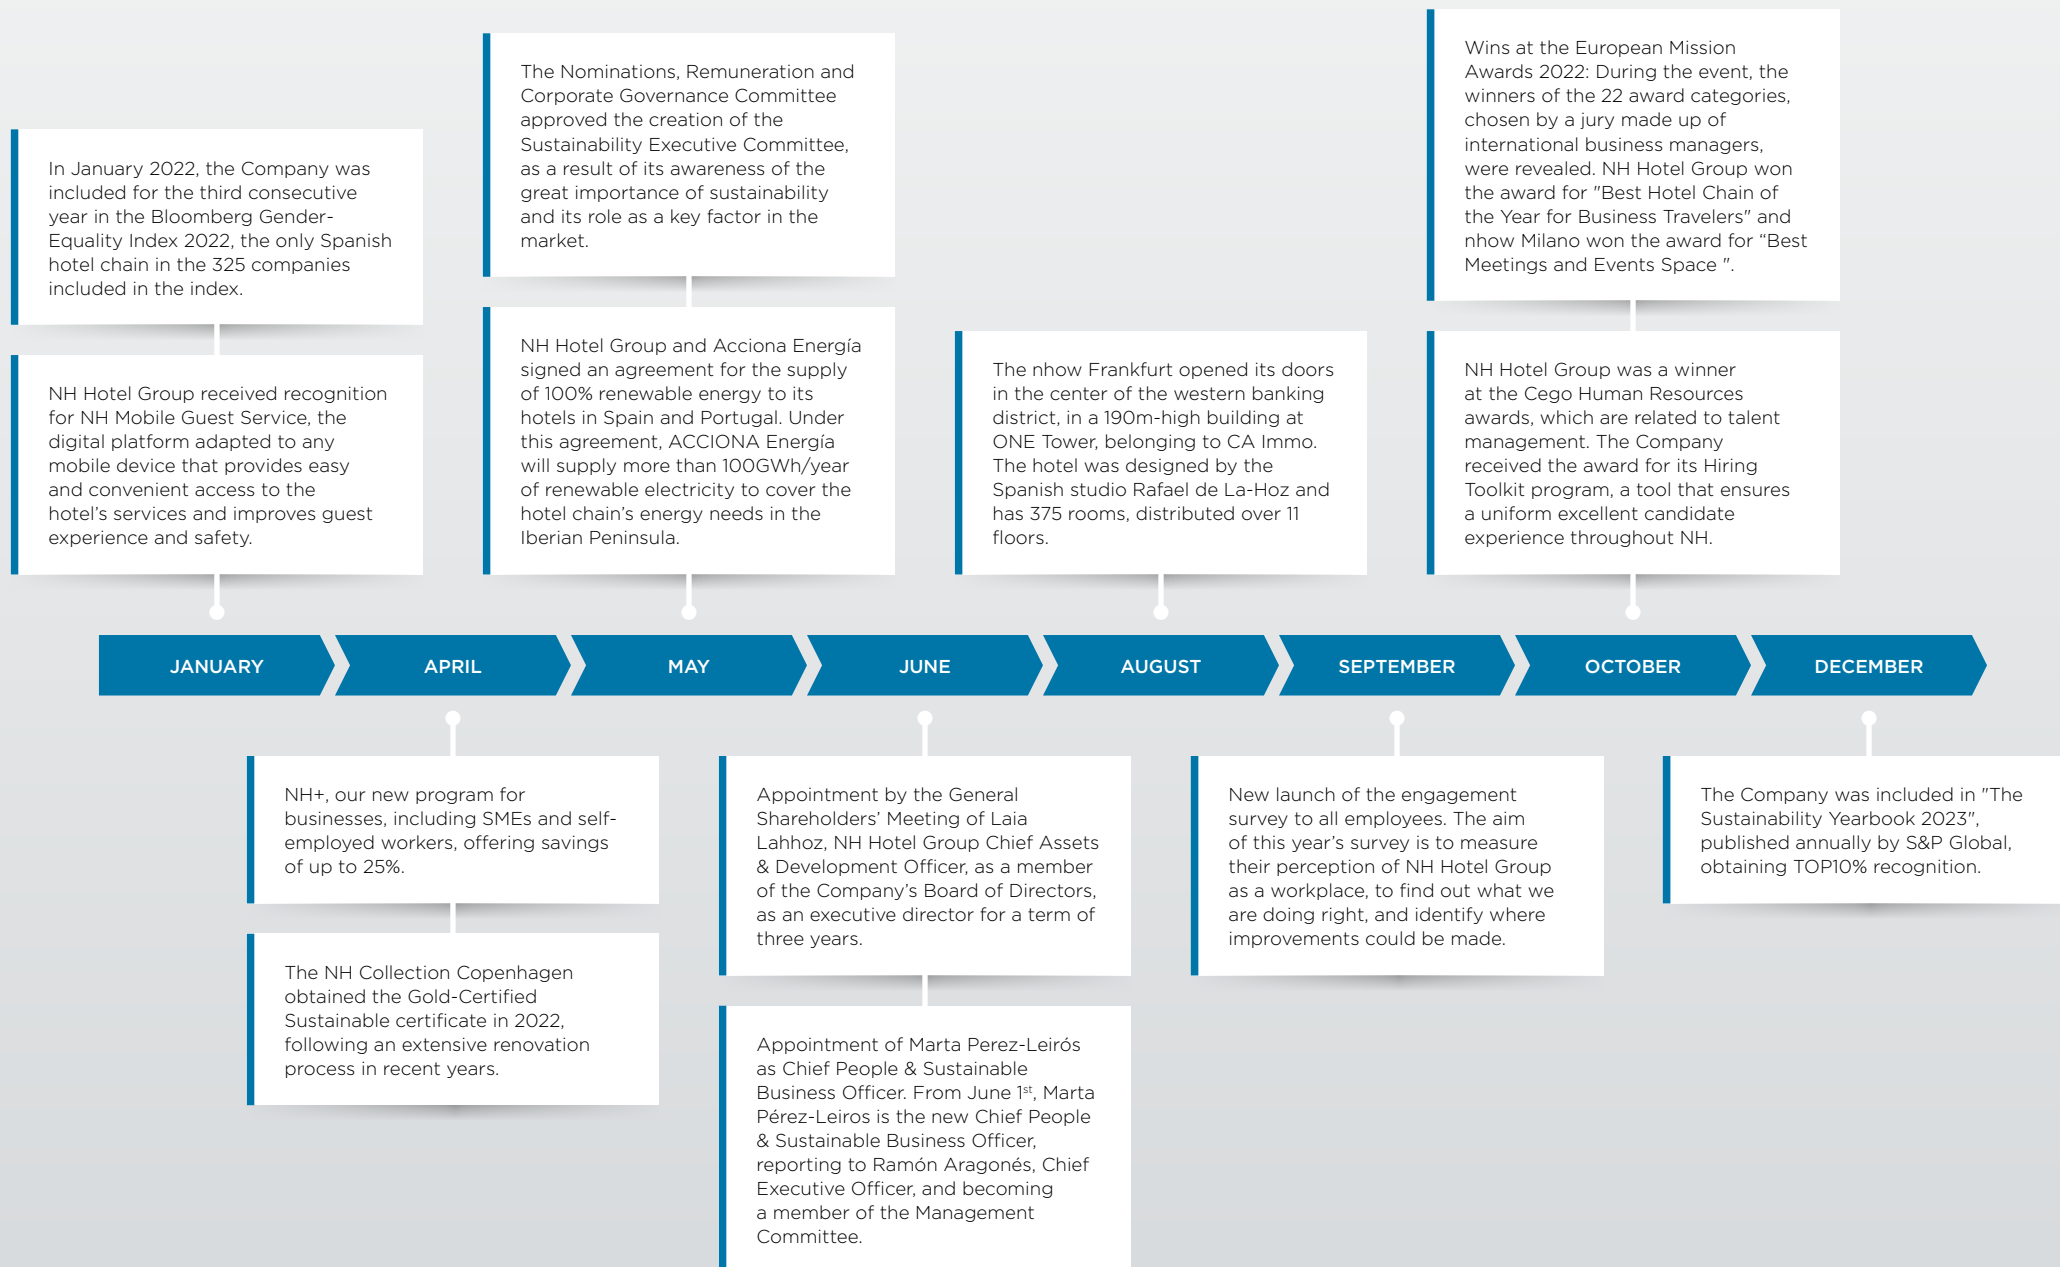 In January 2022, the Company was
included for the third consecutive
year in the Bloomberg Gender-
Equality Index 2022, the only Spanish
hotel chain in the 325 companies
included in the index.
NH Hotel Group received recognition
for NH Mobile Guest Service, the
digital platform adapted to any
mobile device that provides easy
and convenient access to the
hotel's services and improves guest
experience and safety.
The Nominations, Remuneration and
Corporate Governance Committee
approved the creation of the
Sustainability Executive Committee,
as a result of its awareness of the
great importance of sustainability
and its role as a key factor in the
market.
NH Hotel Group and Acciona Energía
signed an agreement for the supply
of 100% renewable energy to its
hotels in Spain and Portugal. Under
this agreement, ACCIONA Energía
will supply more than 100GWh/year
of renewable electricity to cover the
hotel chain's energy needs in the
Iberian Peninsula.
The nhow Frankfurt opened its doors
in the center of the western banking
district, in a 190m-high building at
ONE Tower, belonging to CA Immo.
The hotel was designed by the
Spanish studio Rafael de La-Hoz and
has 375 rooms, distributed over 11
floors.
Wins at the European Mission
Awards 2022: During the event, the
winners of the 22 award categories,
chosen by a jury made up of
international business managers,
were revealed. NH Hotel Group won
the award for "Best Hotel Chain of
the Year for Business Travelers" and
nhow Milano won the award for “Best
Meetings and Events Space ".
NH Hotel Group was a winner
at the Cego Human Resources
awards, which are related to talent
management. The Company
received the award for its Hiring
Toolkit program, a tool that ensures
a uniform excellent candidate
experience throughout NH.
JANUARY
APRIL
MAY
JUNE
AUGUST
SEPTEMBER
OCTOBER
DECEMBER
NH+, our new program for
businesses, including SMEs and self-
employed workers, offering savings
of up to 25%.
The NH Collection Copenhagen
obtained the Gold-Certified
Sustainable certificate in 2022,
following an extensive renovation
process in recent years.
Appointment by the General
Shareholders' Meeting of Laia
Lahhoz, NH Hotel Group Chief Assets
& Development Officer, as a member
of the Company's Board of Directors,
as an executive director for a term of
three years.
Appointment of Marta Perez-Leirós
as Chief People & Sustainable
Business Officer. From June 1st, Marta
Pérez-Leiros is the new Chief People
& Sustainable Business Officer,
reporting to Ramón Aragonés, Chief
Executive Officer, and becoming
a member of the Management
Committee.
New launch of the engagement
survey to all employees. The aim
of this year's survey is to measure
their perception of NH Hotel Group
as a workplace, to find out what we
are doing right, and identify where
improvements could be made.
The Company was included in "The
Sustainability Yearbook 2023",
published annually by S&P Global,
obtaining TOP10% recognition.